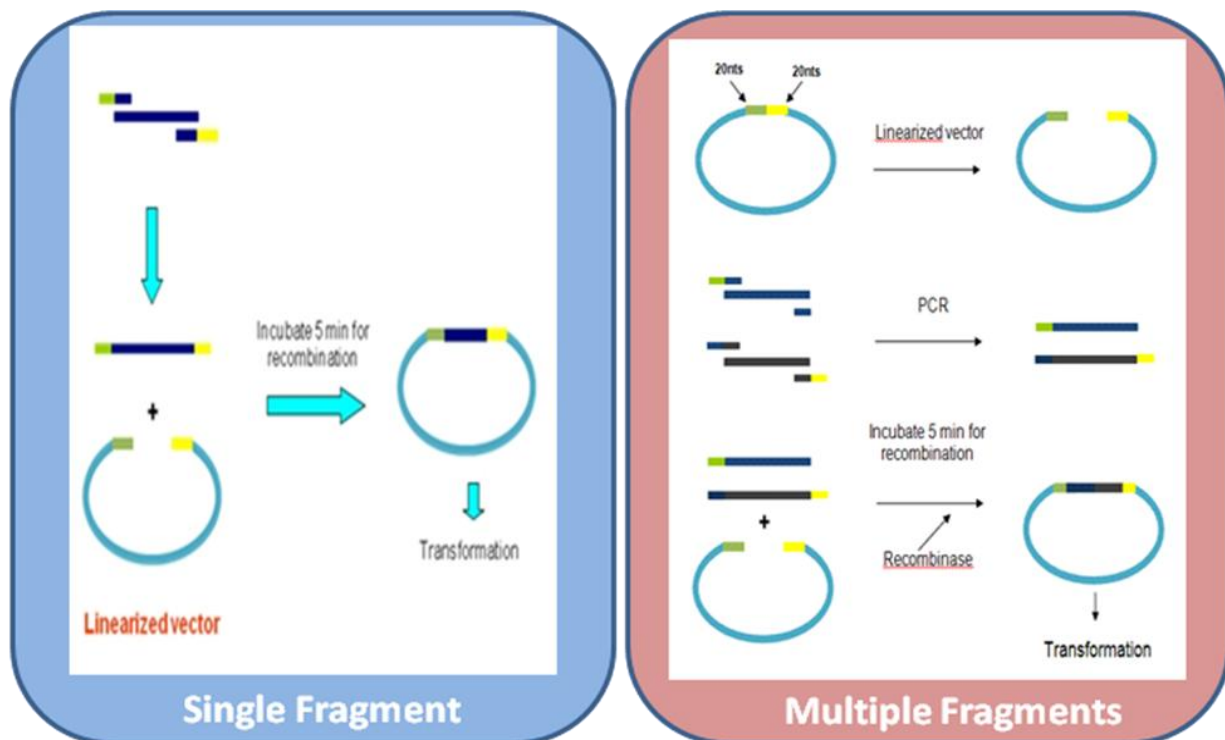 +
Incubate 5 min for
recombination
Transformation
Linearized vector
Single Fragment
20nts 20nts
Linearized vector
PCR
Incubate 5 min for
recombination
+
Recombinase
Transformation
Multiple Fragments